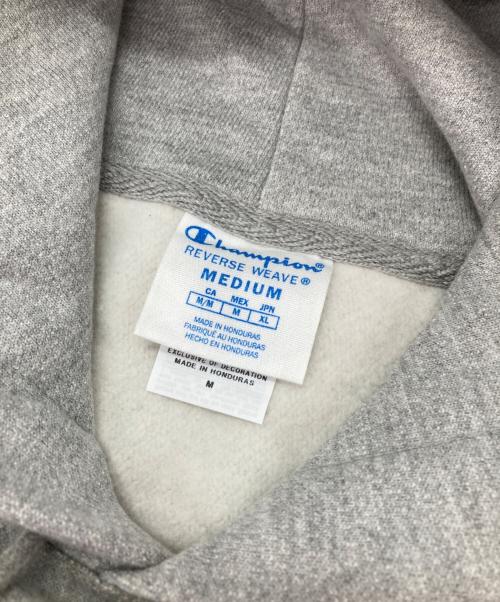 Champion®
REVERSE WEAVE®
MEDIUM
CA MEX JPN
M/M M XL
MADE IN HONDURAS
FABRIQUÉ AU HONDURAS
HECHO EN HONDURAS
EXCLUSIVE OF DECORATION
MADE IN HONDURAS
M